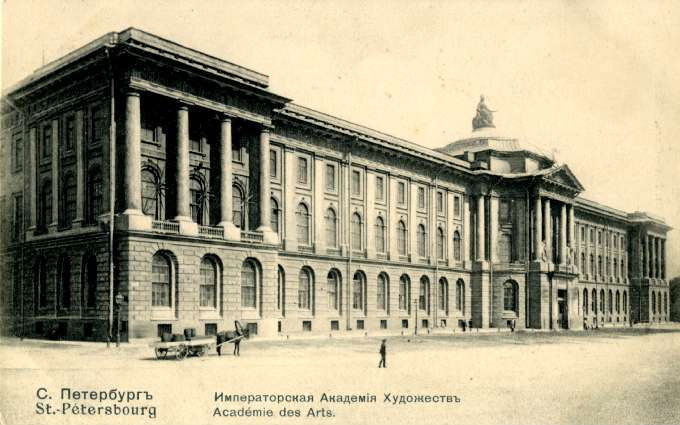 С. Петербургъ
St.-Pétersbourg
Императорская Академія Художествъ
Académie des Arts.